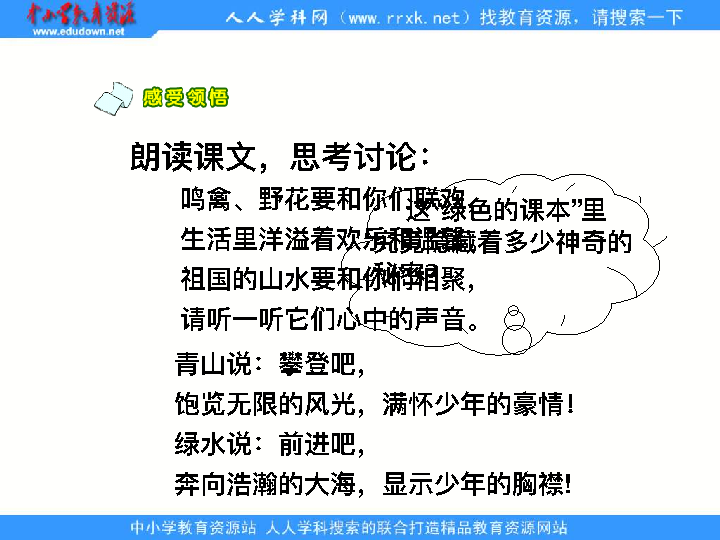 中小学教育资源
www.edudown.net
人人学科网（www.rrxk.net）找教育资源，请搜索一下
感受领悟
朗读课文，思考讨论：
鸣禽、野花要和你们联欢
生活里洋溢着欢乐和温馨
祖国的山水要和你们相聚，
请听一听它们心中的声音。
这“绿色的课本”里
究竟隐藏着多少神奇的
秘密?
青山说：攀登吧，
饱览无限的风光，满怀少年的豪情!
绿水说：前进吧，
奔向浩瀚的大海，显示少年的胸襟!
中小学教育资源站 人人学科搜索的联合打造精品教育资源网站